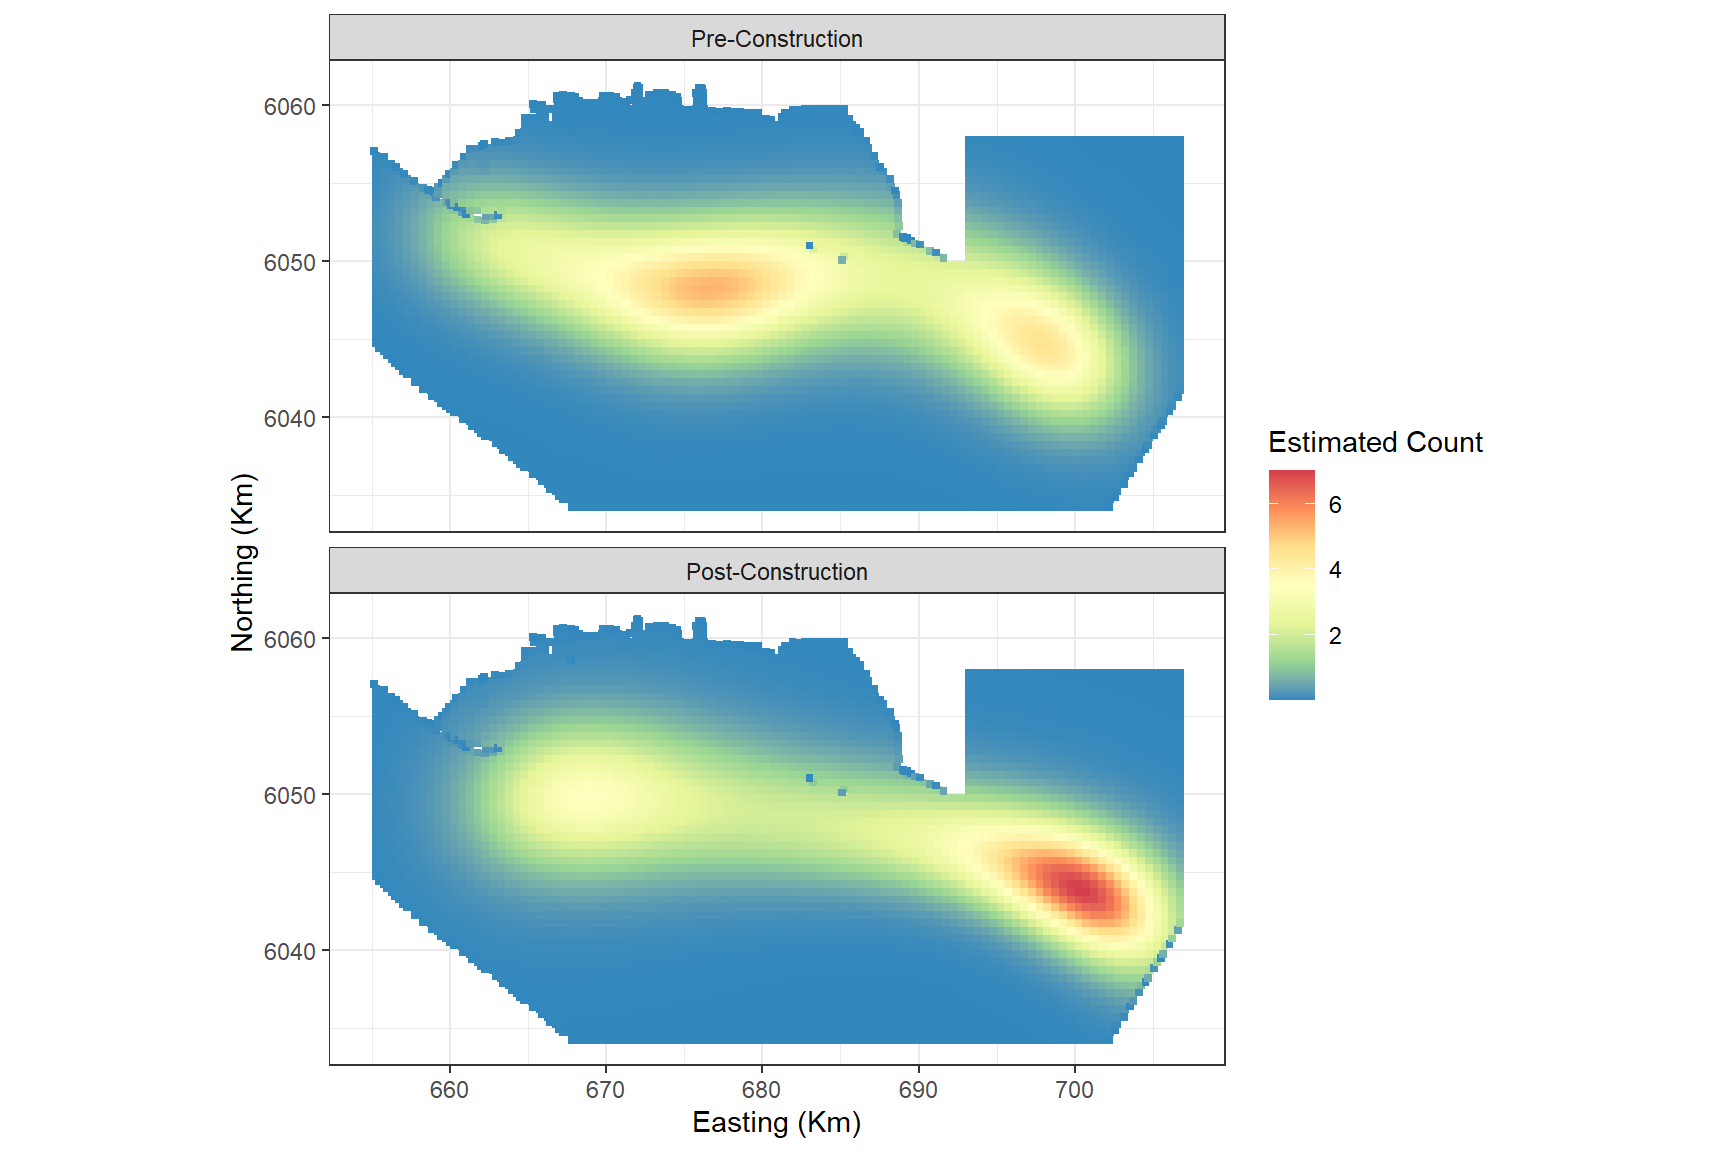 Pre-Construction
6060
6050
6040
Post-Construction
6060
6050
6040
660 670 680 690 700
Easting (Km)
Northing (Km)
Estimated Count
6
4
2